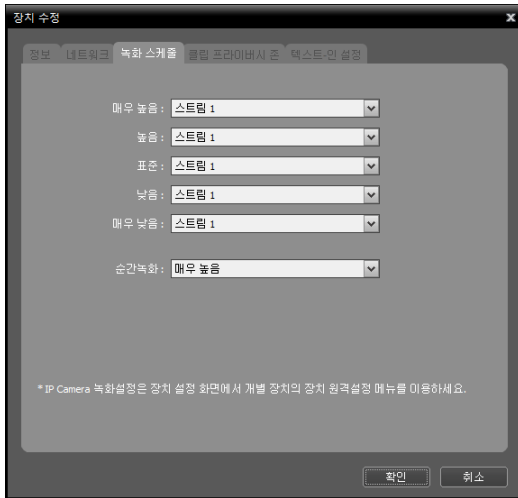 장치 수정
x
정보 네트워크 녹화 스케줄 클립 프라이버시 존 텍스트-인 설정
매우 높음 : 스트림 1
높음 : 스트림 1
표준 : 스트림 1
낮음 : 스트림 1
매우 낮음 : 스트림 1
순간녹화 : 매우 높음
* IP Camera 녹화설정은 장치 설정 화면에서 개별 장치의 장치 원격설정 메뉴를 이용하세요.
확인 취소